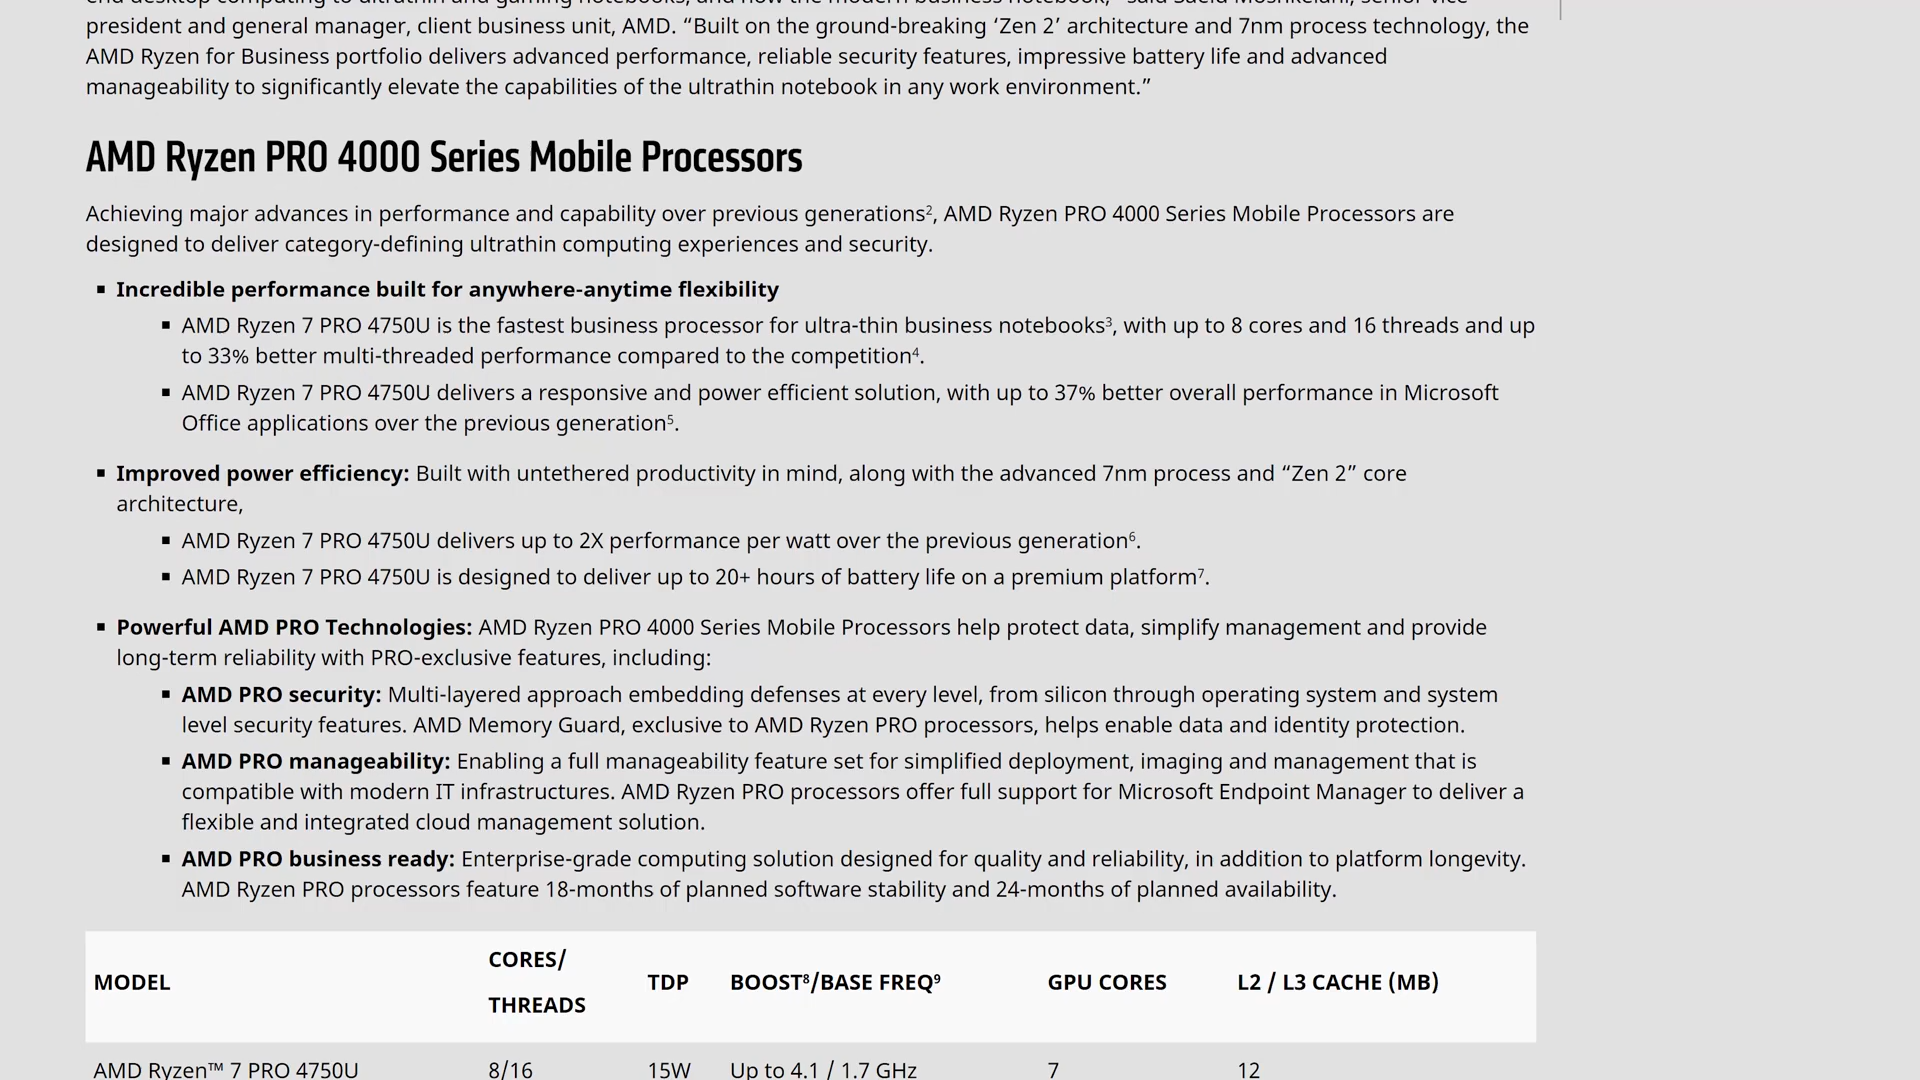 end desktop computing to ultrathin and gaming notebooks, and now the modern business notebook,” said Saeid Moshkelani, senior vice
president and general manager, client business unit, AMD. “Built on the ground-breaking ‘Zen 2’ architecture and 7nm process technology, the
AMD Ryzen for Business portfolio delivers advanced performance, reliable security features, impressive battery life and advanced
manageability to significantly elevate the capabilities of the ultrathin notebook in any work environment.”
AMD Ryzen PRO 4000 Series Mobile Processors
Achieving major advances in performance and capability over previous generations², AMD Ryzen PRO 4000 Series Mobile Processors are
designed to deliver category-defining ultrathin computing experiences and security.
▪ Incredible performance built for anywhere-anytime flexibility
▪ AMD Ryzen 7 PRO 4750U is the fastest business processor for ultra-thin business notebooks³, with up to 8 cores and 16 threads and up
to 33% better multi-threaded performance compared to the competition⁴.
▪ AMD Ryzen 7 PRO 4750U delivers a responsive and power efficient solution, with up to 37% better overall performance in Microsoft
Office applications over the previous generation⁵.
▪ Improved power efficiency: Built with untethered productivity in mind, along with the advanced 7nm process and “Zen 2” core
architecture,
▪ AMD Ryzen 7 PRO 4750U delivers up to 2X performance per watt over the previous generation⁶.
▪ AMD Ryzen 7 PRO 4750U is designed to deliver up to 20+ hours of battery life on a premium platform⁷.
▪ Powerful AMD PRO Technologies: AMD Ryzen PRO 4000 Series Mobile Processors help protect data, simplify management and provide
long-term reliability with PRO-exclusive features, including:
▪ AMD PRO security: Multi-layered approach embedding defenses at every level, from silicon through operating system and system
level security features. AMD Memory Guard, exclusive to AMD Ryzen PRO processors, helps enable data and identity protection.
▪ AMD PRO manageability: Enabling a full manageability feature set for simplified deployment, imaging and management that is
compatible with modern IT infrastructures. AMD Ryzen PRO processors offer full support for Microsoft Endpoint Manager to deliver a
flexible and integrated cloud management solution.
▪ AMD PRO business ready: Enterprise-grade computing solution designed for quality and reliability, in addition to platform longevity.
AMD Ryzen PRO processors feature 18-months of planned software stability and 24-months of planned availability.
MODEL CORES/ THREADS TDP BOOST⁸/BASE FREQ⁹ GPU CORES L2 / L3 CACHE (MB)
AMD Ryzen™ 7 PRO 4750U 8/16 15W Up to 4.1 / 1.7 GHz 7 12